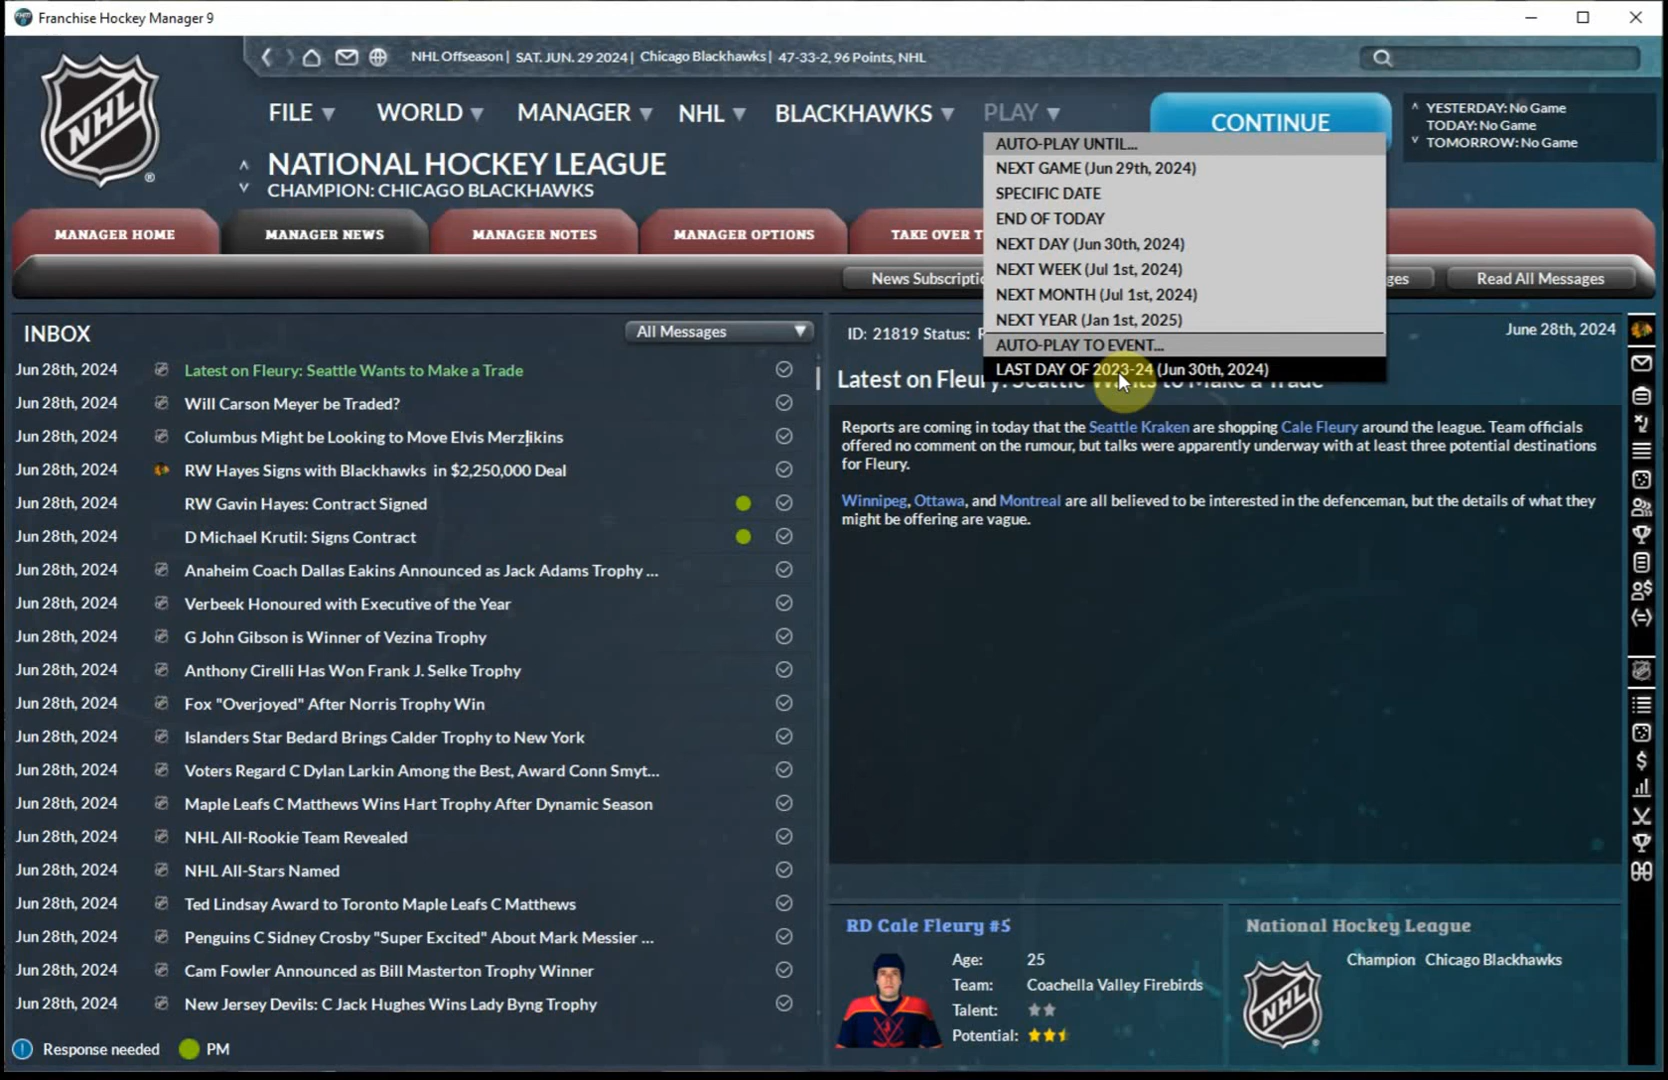 Franchise Hockey Manager 9
NHL Offseason | SAT. JUN. 29 2024 | Chicago Blackhawks | 47-33-2, 96 Points, NHL
NHL
FILE
WORLD
MANAGER
NHL
BLACKHAWKS
PLAY
CONTINUE
YESTERDAY: No Game
TODAY: No Game
TOMORROW: No Game
NATIONAL HOCKEY LEAGUE
CHAMPION: CHICAGO BLACKHAWKS
AUTO-PLAY UNTIL...
NEXT GAME (Jun 29th, 2024)
SPECIFIC DATE
END OF TODAY
NEXT DAY (Jun 30th, 2024)
NEXT WEEK (Jul 1st, 2024)
NEXT MONTH (Jul 1st, 2024)
NEXT YEAR (Jan 1st, 2025)
AUTO-PLAY TO EVENT...
LAST DAY OF 2023-24 (Jun 30th, 2024)
MANAGER HOME
MANAGER NEWS
MANAGER NOTES
MANAGER OPTIONS
TAKE OVER T
News Subscriptio
ges
Read All Messages
INBOX
All Messages
Jun 28th, 2024 Latest on Fleury: Seattle Wants to Make a Trade
Jun 28th, 2024 Will Carson Meyer be Traded?
Jun 28th, 2024 Columbus Might be Looking to Move Elvis Merzlikins
Jun 28th, 2024 RW Hayes Signs with Blackhawks in $2,250,000 Deal
Jun 28th, 2024 RW Gavin Hayes: Contract Signed
Jun 28th, 2024 D Michael Krutil: Signs Contract
Jun 28th, 2024 Anaheim Coach Dallas Eakins Announced as Jack Adams Trophy ...
Jun 28th, 2024 Verbeek Honoured with Executive of the Year
Jun 28th, 2024 G John Gibson is Winner of Vezina Trophy
Jun 28th, 2024 Anthony Cirelli Has Won Frank J. Selke Trophy
Jun 28th, 2024 Fox "Overjoyed" After Norris Trophy Win
Jun 28th, 2024 Islanders Star Bedard Brings Calder Trophy to New York
Jun 28th, 2024 Voters Regard C Dylan Larkin Among the Best, Award Conn Smyt...
Jun 28th, 2024 Maple Leafs C Matthews Wins Hart Trophy After Dynamic Season
Jun 28th, 2024 NHL All-Rookie Team Revealed
Jun 28th, 2024 NHL All-Stars Named
Jun 28th, 2024 Ted Lindsay Award to Toronto Maple Leafs C Matthews
Jun 28th, 2024 Penguins C Sidney Crosby "Super Excited" About Mark Messier ...
Jun 28th, 2024 Cam Fowler Announced as Bill Masterton Trophy Winner
Jun 28th, 2024 New Jersey Devils: C Jack Hughes Wins Lady Byng Trophy
Response needed
PM
ID: 21819 Status:
June 28th, 2024
Latest on Fleury: Seattle Wants to Make a Trade
Reports are coming in today that the Seattle Kraken are shopping Cale Fleury around the league. Team officials
offered no comment on the rumour, but talks were apparently underway with at least three potential destinations
for Fleury.
Winnipeg, Ottawa, and Montreal are all believed to be interested in the defenceman, but the details of what they
might be offering are vague.
RD Cale Fleury #5
Age: 25
Team: Coachella Valley Firebirds
Talent:
Potential:
National Hockey League
Champion Chicago Blackhawks
NHL